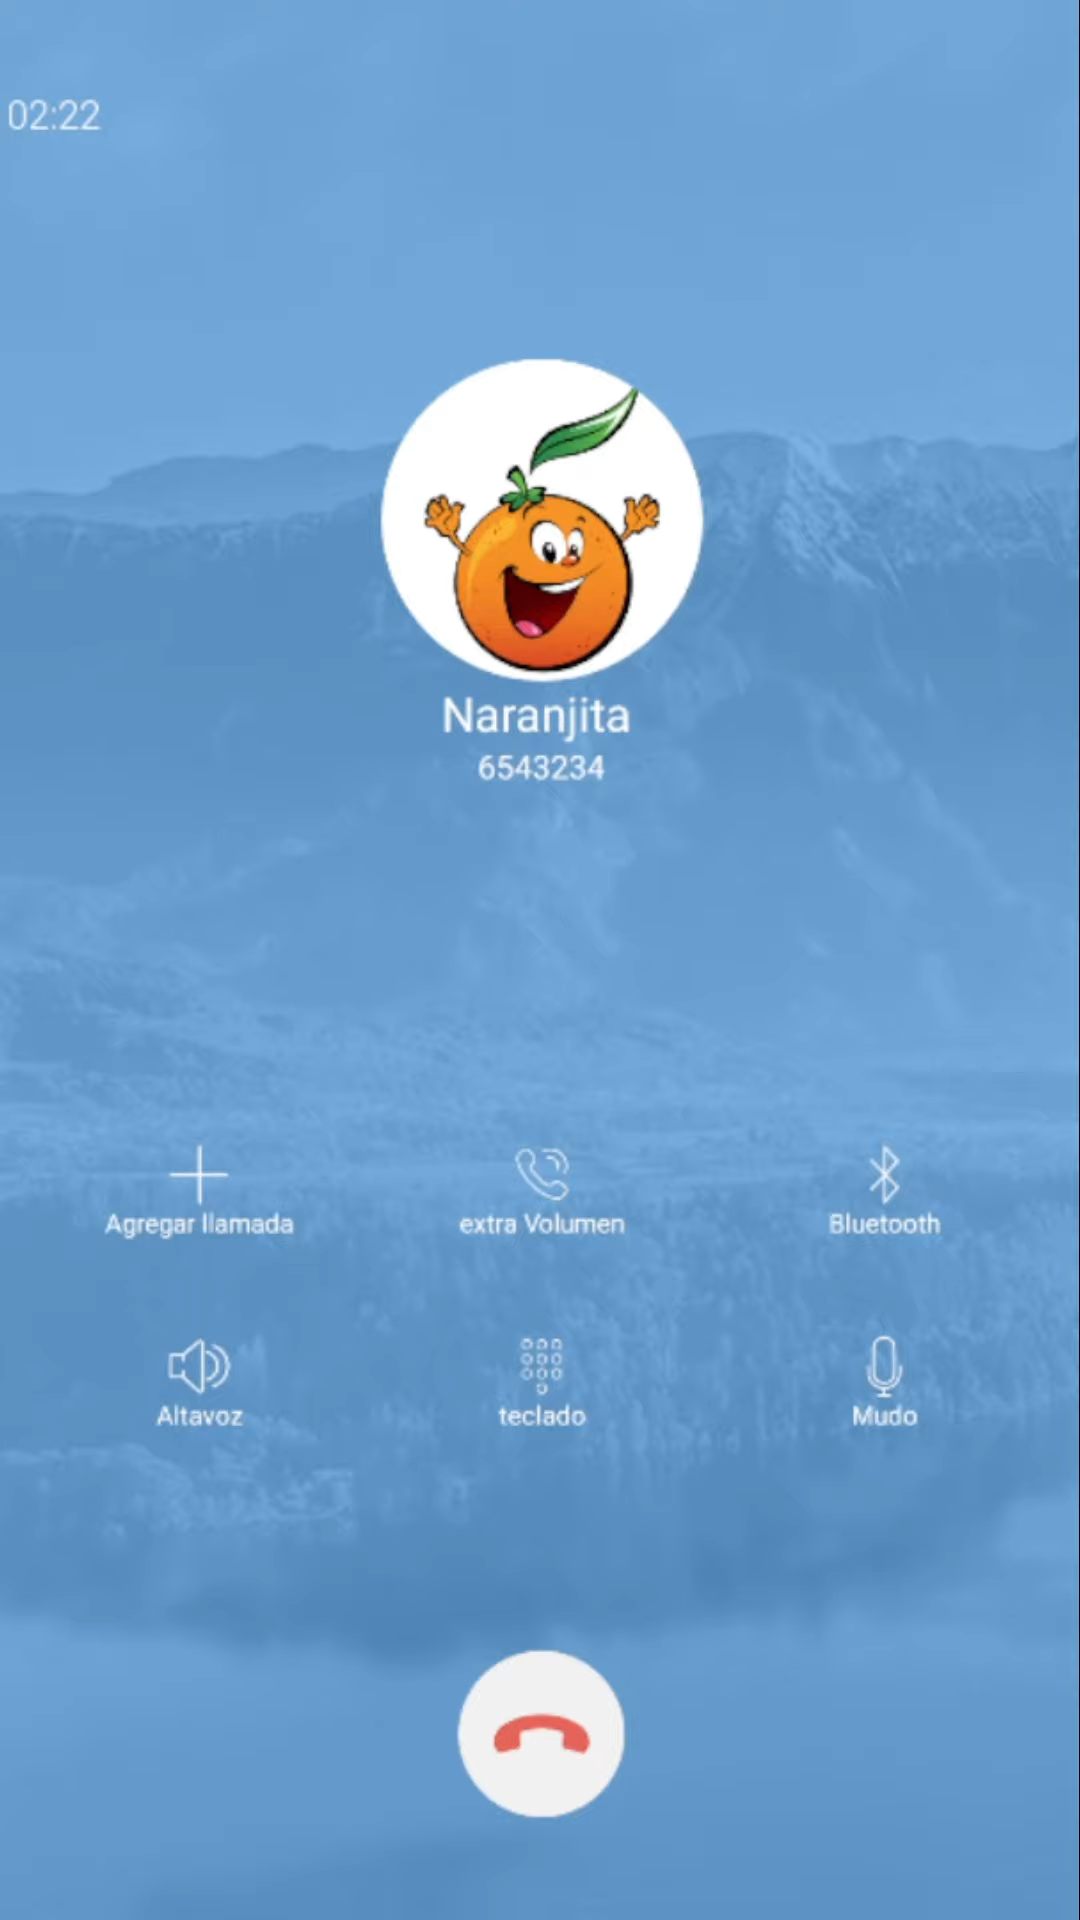 02:22
Naranjita
6543234
Agregar llamada
extra Volumen
Bluetooth
Altavoz
teclado
Mudo